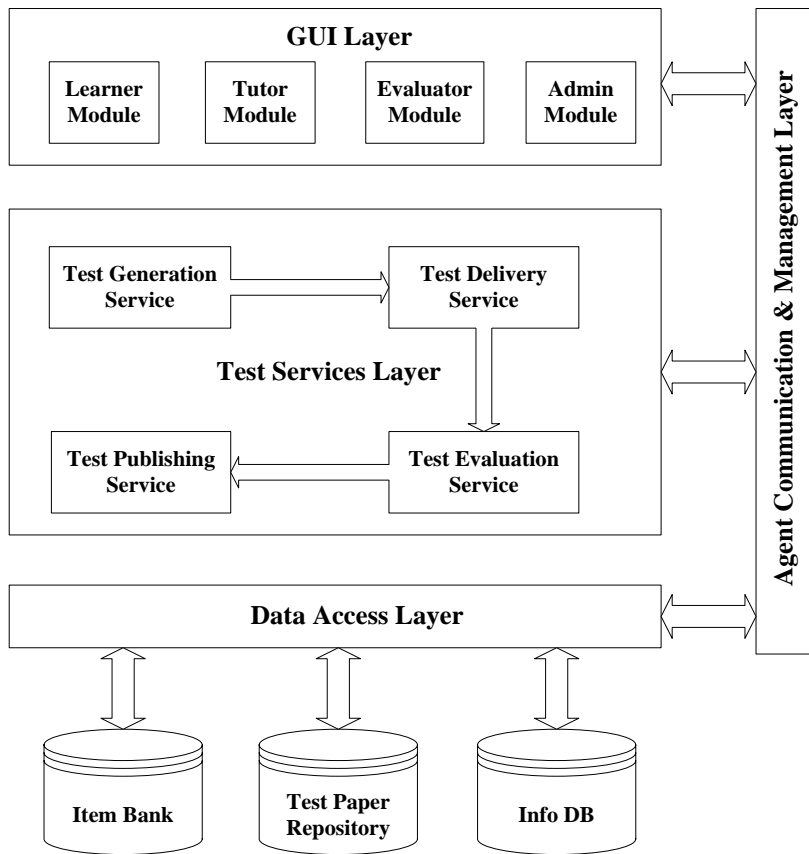 GUI Layer
Learner
Module
Tutor
Module
Evaluator
Module
Admin
Module
Agent Communication & Management Layer
Test Generation
Service
Test Delivery
Service
Test Services Layer
Test Publishing
Service
Test Evaluation
Service
Data Access Layer
Item Bank
Test Paper
Repository
Info DB